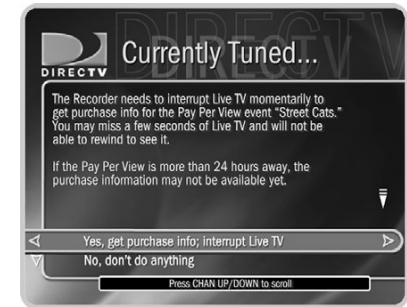 DIRECTV
Currently Tuned...
DIRECTV
The Recorder needs to interrupt Live TV momentarily to
get purchase info for the Pay Per View event “Street Cats.”
You may miss a few seconds of Live TV and will not be
able to rewind to see it.
If the Pay Per View is more than 24 hours away, the
purchase information may not be available yet.
Yes, get purchase info; interrupt Live TV
No, don't do anything
Press CHAN UP/DOWN to scroll